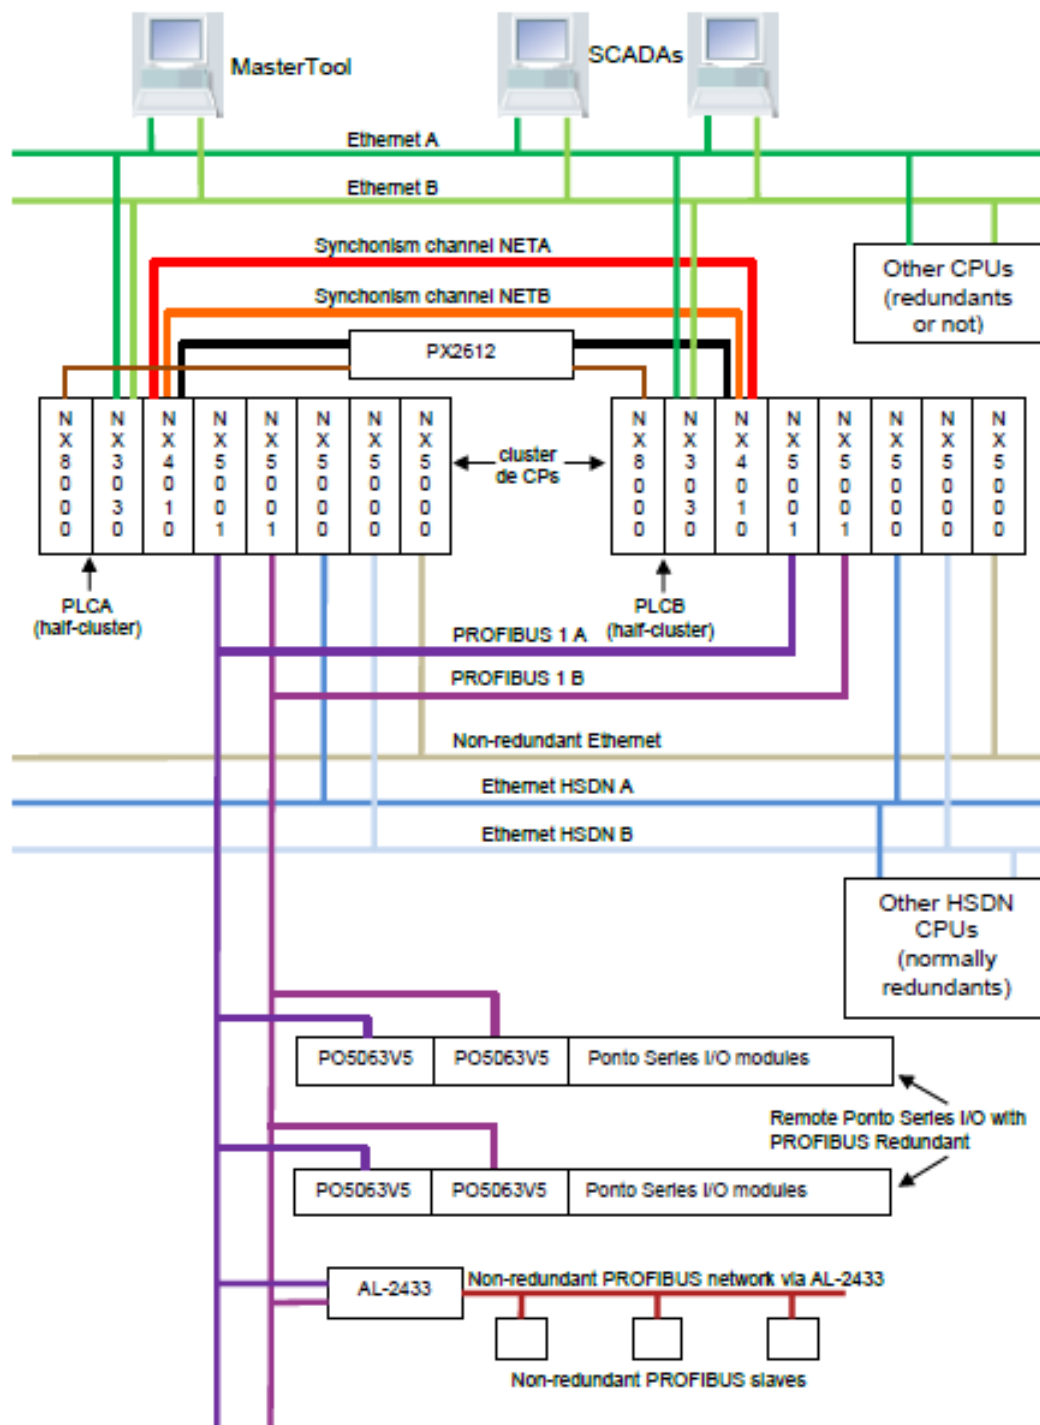 MasterTool
SCADAs
Ethernet A
Ethernet B
Synchonism channel NETA
Synchonism channel NETB
Other CPUs
(redundants
or not)
PX2612
NX8000
NX3030
NX4010
NX5001
NX5001
NX5000
NX5000
NX5000
cluster
de CPs
NX8000
NX3030
NX4010
NX5001
NX5001
NX5000
NX5000
NX5000
PLCA
(half-cluster)
PLCB
(half-cluster)
PROFIBUS 1 A
PROFIBUS 1 B
Non-redundant Ethernet
Ethernet HSDN A
Ethernet HSDN B
Other HSDN
CPUs
(normally
redundants)
PO5063V5 PO5063V5 Ponto Series I/O modules
Remote Ponto Series I/O with
PROFIBUS Redundant
PO5063V5 PO5063V5 Ponto Series I/O modules
AL-2433
Non-redundant PROFIBUS network via AL-2433
Non-redundant PROFIBUS slaves